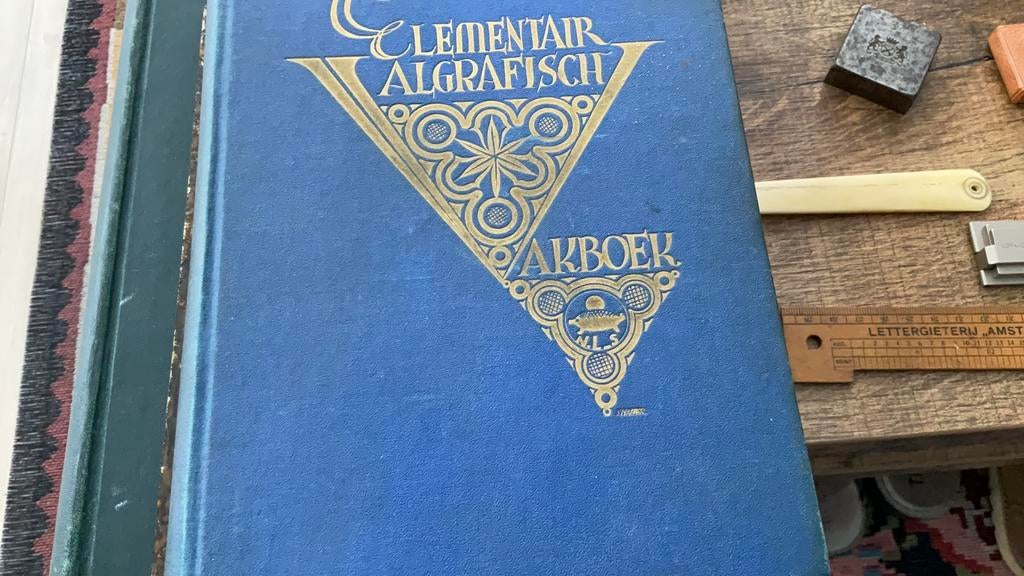 ELEMENTAIR
ALGRAFISCH
VAKBOEK
V.L.S
LETTERGIETERIJ „AMST